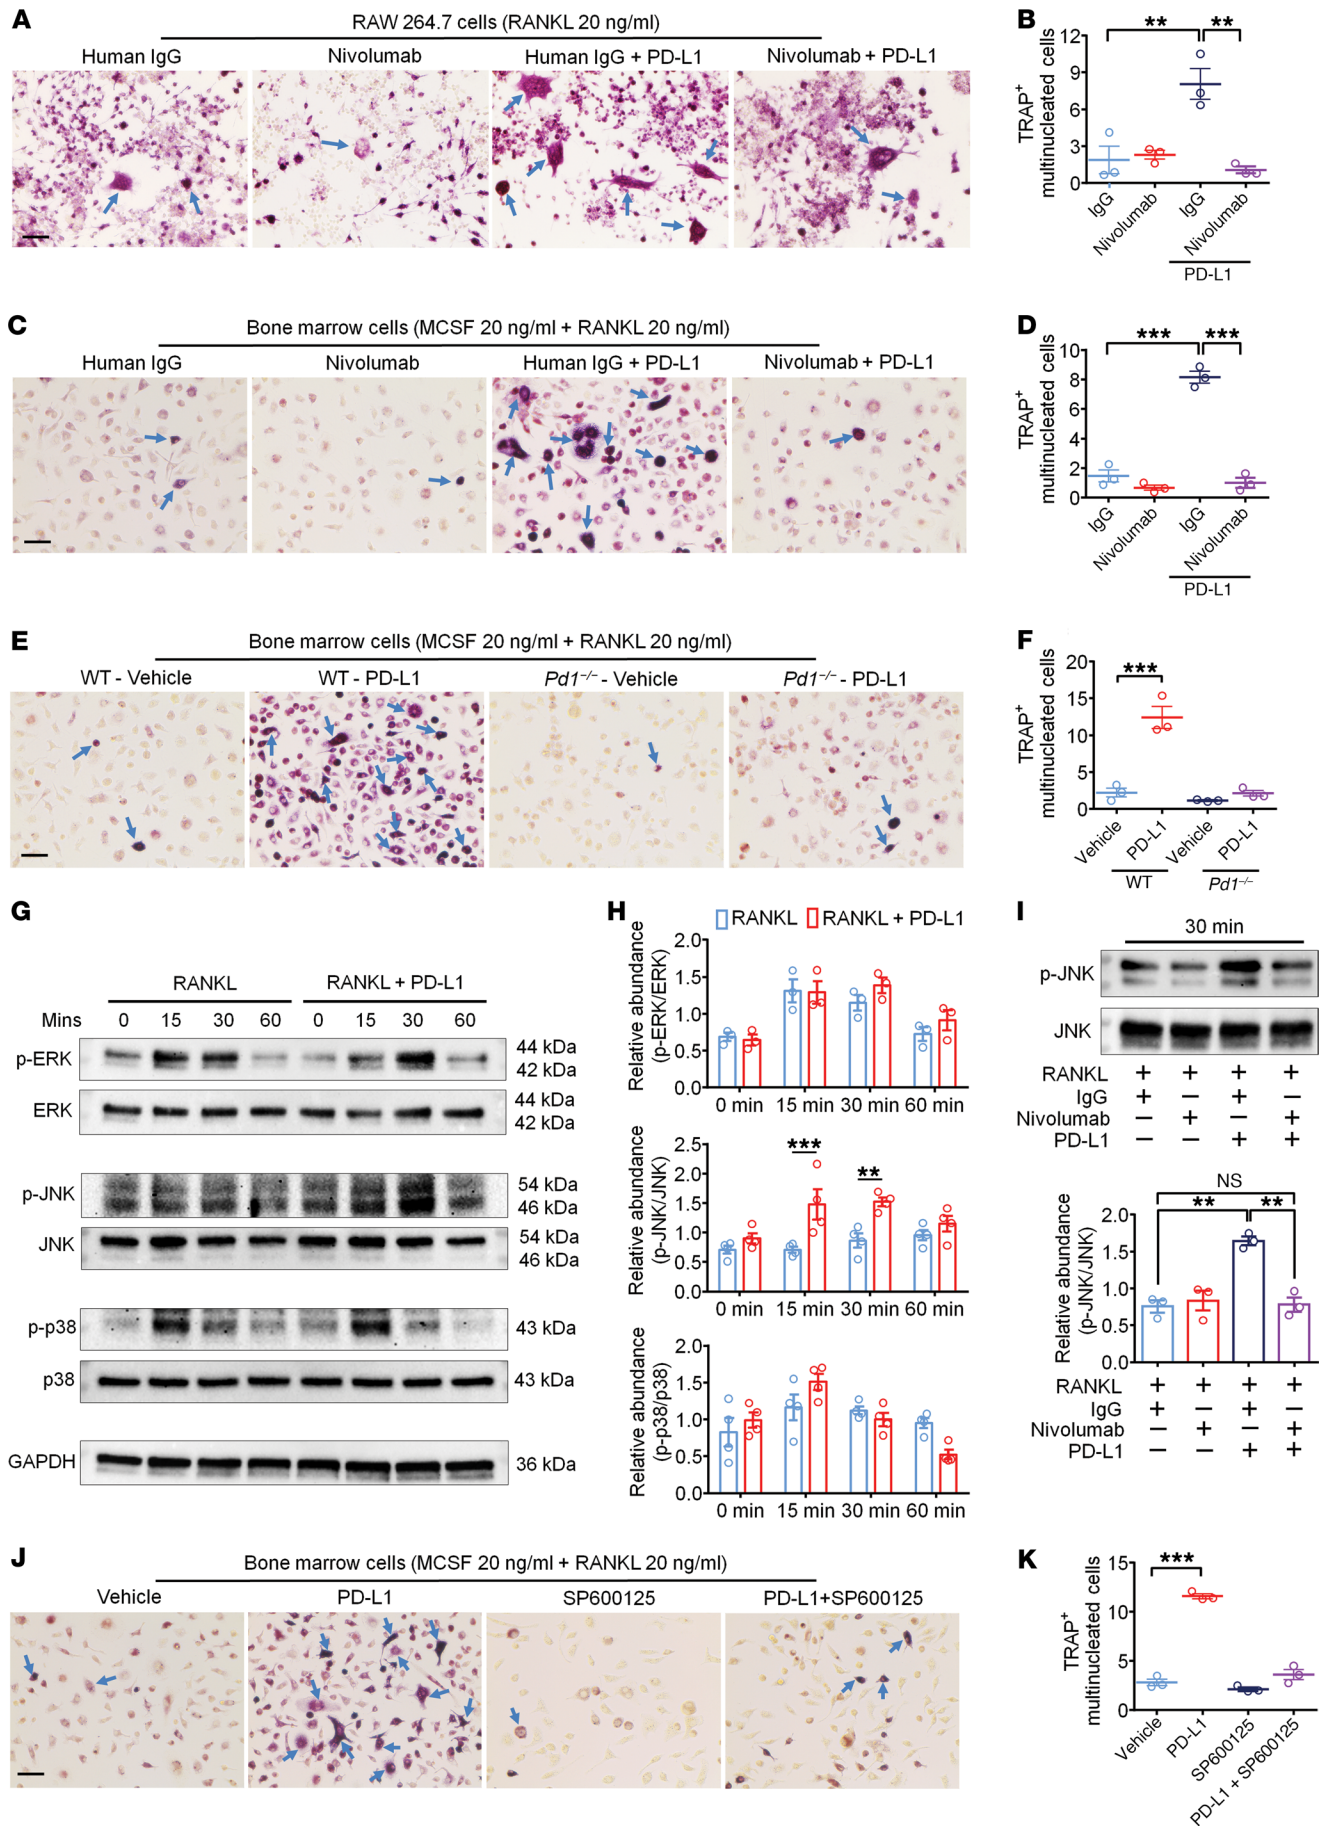 A
RAW 264.7 cells (RANKL 20 ng/ml)
Human IgG
Nivolumab
Human IgG + PD-L1
Nivolumab + PD-L1
B
TRAP+
multinucleated cells
12
9
6
3
0
** **
IgG
Nivolumab
IgG
Nivolumab
PD-L1
C
Bone marrow cells (MCSF 20 ng/ml + RANKL 20 ng/ml)
Human IgG
Nivolumab
Human IgG + PD-L1
Nivolumab + PD-L1
D
TRAP+
multinucleated cells
10
8
6
4
2
0
*** ***
IgG
Nivolumab
IgG
Nivolumab
PD-L1
E
Bone marrow cells (MCSF 20 ng/ml + RANKL 20 ng/ml)
WT - Vehicle
WT - PD-L1
Pd1−/− - Vehicle
Pd1−/− - PD-L1
F
TRAP+
multinucleated cells
20
15
10
5
0
***
Vehicle
PD-L1
Vehicle
PD-L1
WT
Pd1−/−
G
RANKL
RANKL + PD-L1
Mins 0 15 30 60 0 15 30 60
p-ERK
44 kDa
42 kDa
ERK
44 kDa
42 kDa
p-JNK
54 kDa
46 kDa
JNK
54 kDa
46 kDa
p-p38
43 kDa
p38
43 kDa
GAPDH
36 kDa
H
RANKL
RANKL + PD-L1
Relative abundance
(p-ERK/ERK)
2.0
1.5
1.0
0.5
0.0
0 min 15 min 30 min 60 min
Relative abundance
(p-JNK/JNK)
2.5
2.0
1.5
1.0
0.5
0.0
*** **
0 min 15 min 30 min 60 min
Relative abundance
(p-p38/p38)
2.0
1.5
1.0
0.5
0.0
0 min 15 min 30 min 60 min
I
30 min
p-JNK
JNK
RANKL + + + +
IgG + − + −
Nivolumab − + − +
PD-L1 − − + +
NS
** **
Relative abundance
(p-JNK/JNK)
2.0
1.5
1.0
0.5
0.0
RANKL + + + +
IgG + − + −
Nivolumab − + − +
PD-L1 − − + +
J
Bone marrow cells (MCSF 20 ng/ml + RANKL 20 ng/ml)
Vehicle
PD-L1
SP600125
PD-L1+SP600125
K
TRAP+
multinucleated cells
15
10
5
0
***
Vehicle
PD-L1
SP600125
PD-L1 + SP600125